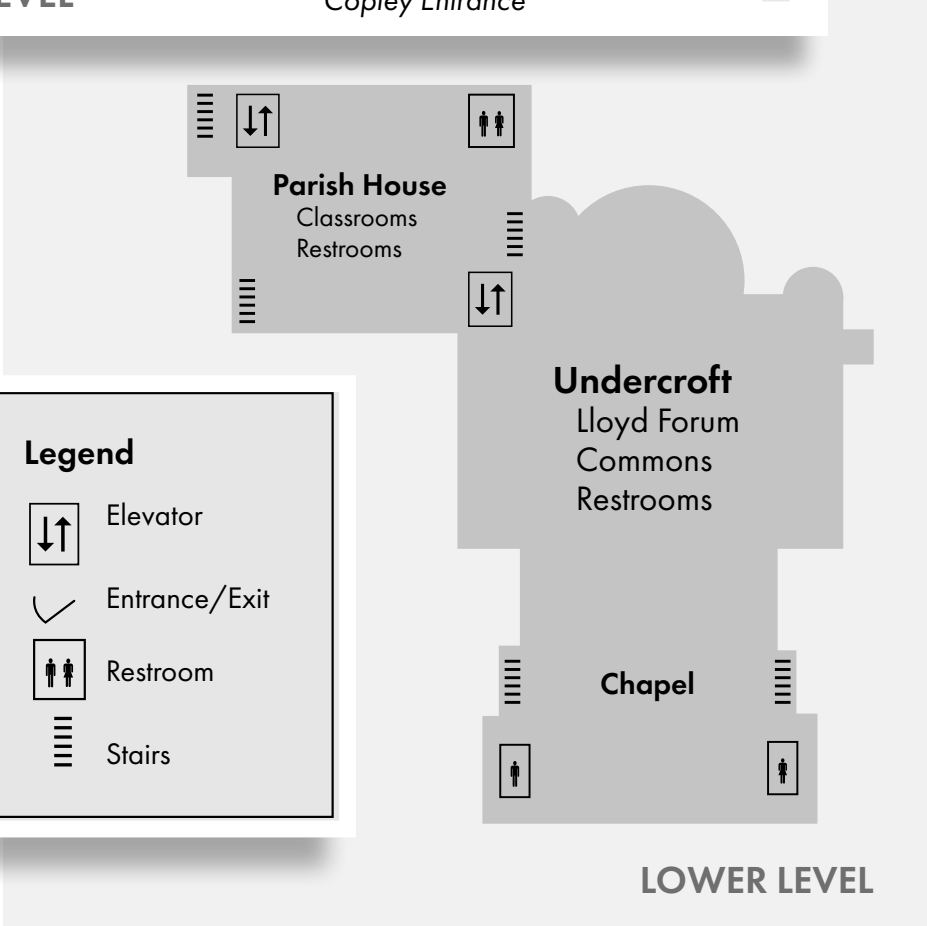 Copley Entrance
Parish House
Classrooms
Restrooms
Undercroft
Lloyd Forum
Commons
Restrooms
Legend
Elevator
Entrance/Exit
Restroom
Stairs
Chapel
LOWER LEVEL